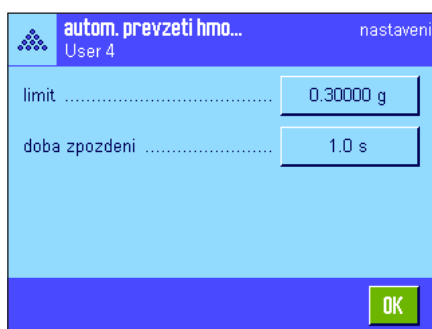 autom. prevzeti hmo... nastaveni
User 4
limit ........................................ 0.30000 g
doba zpozdeni ........................ 1.0 s
OK